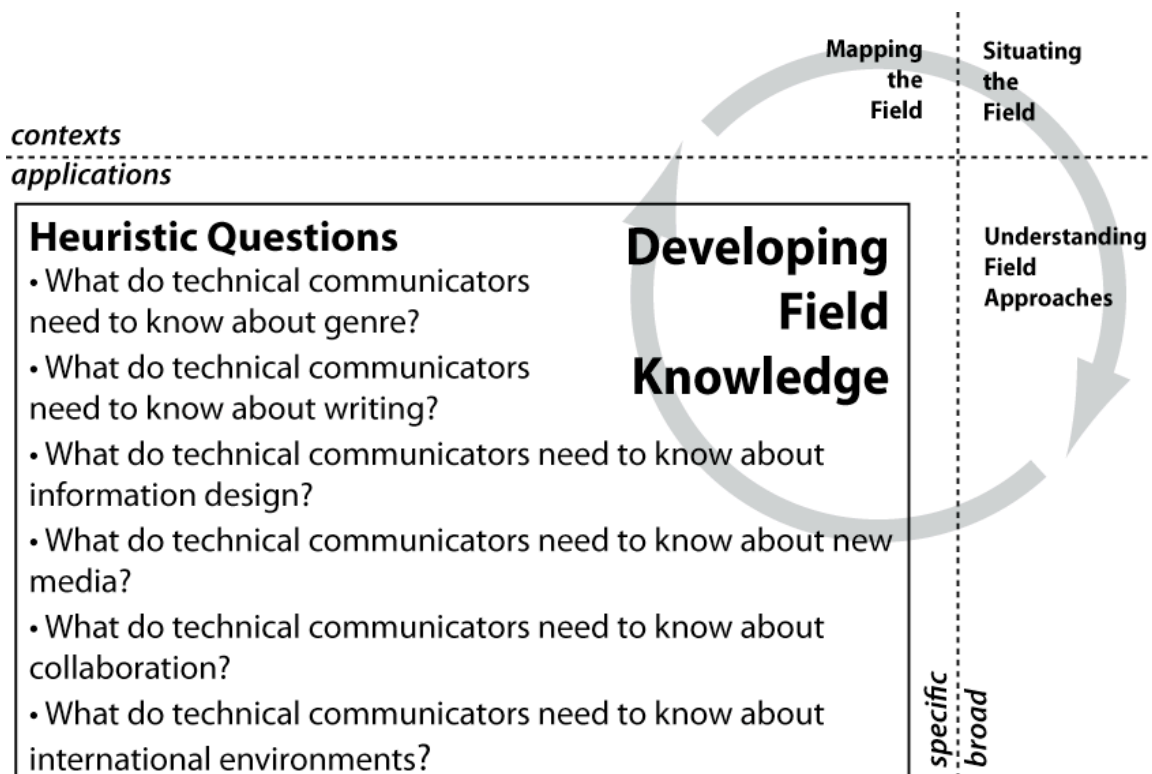 Mapping
the
Field
Situating
the
Field
contexts
applications
Heuristic Questions
• What do technical communicators
need to know about genre?
• What do technical communicators
need to know about writing?
• What do technical communicators need to know about
information design?
• What do technical communicators need to know about new
media?
• What do technical communicators need to know about
collaboration?
• What do technical communicators need to know about
international environments?
Developing
Field
Knowledge
Understanding
Field
Approaches
specific
broad